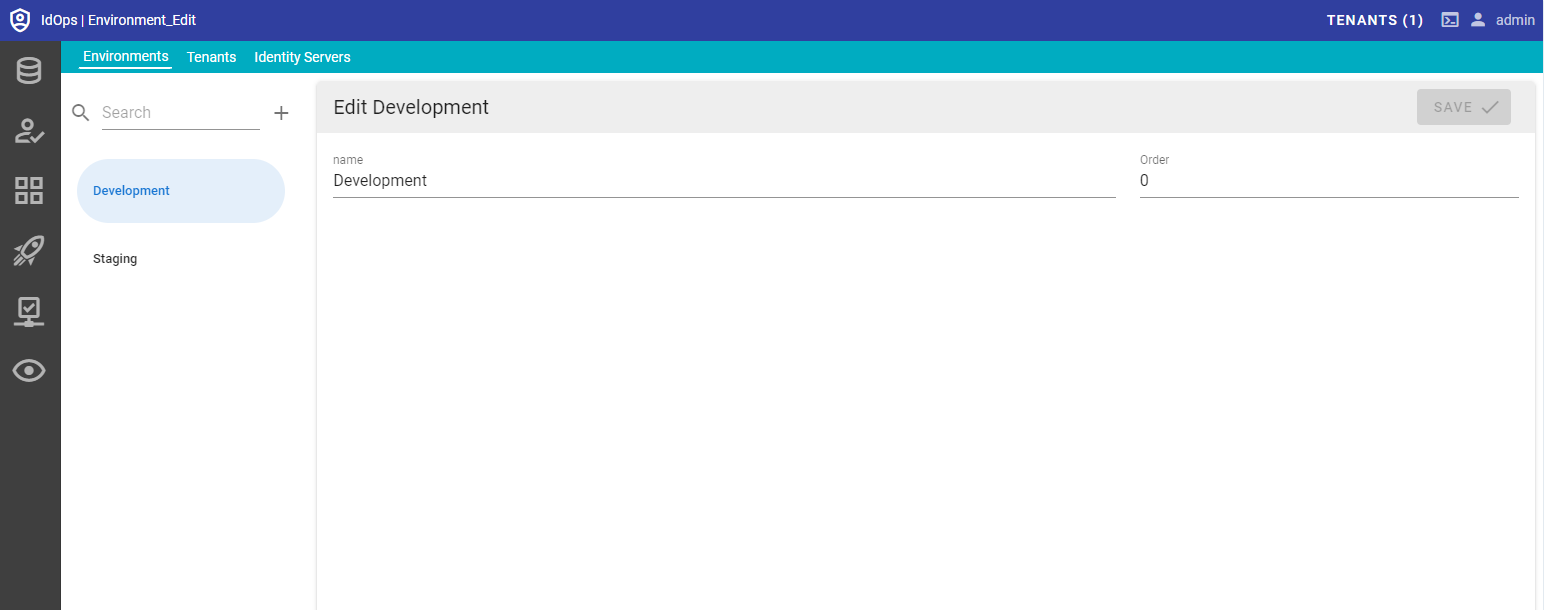 IdOps | Environment_Edit
TENANTS (1)
admin
Environments
Tenants
Identity Servers
Search
Development
Staging
Edit Development
SAVE
name
Development
Order
0